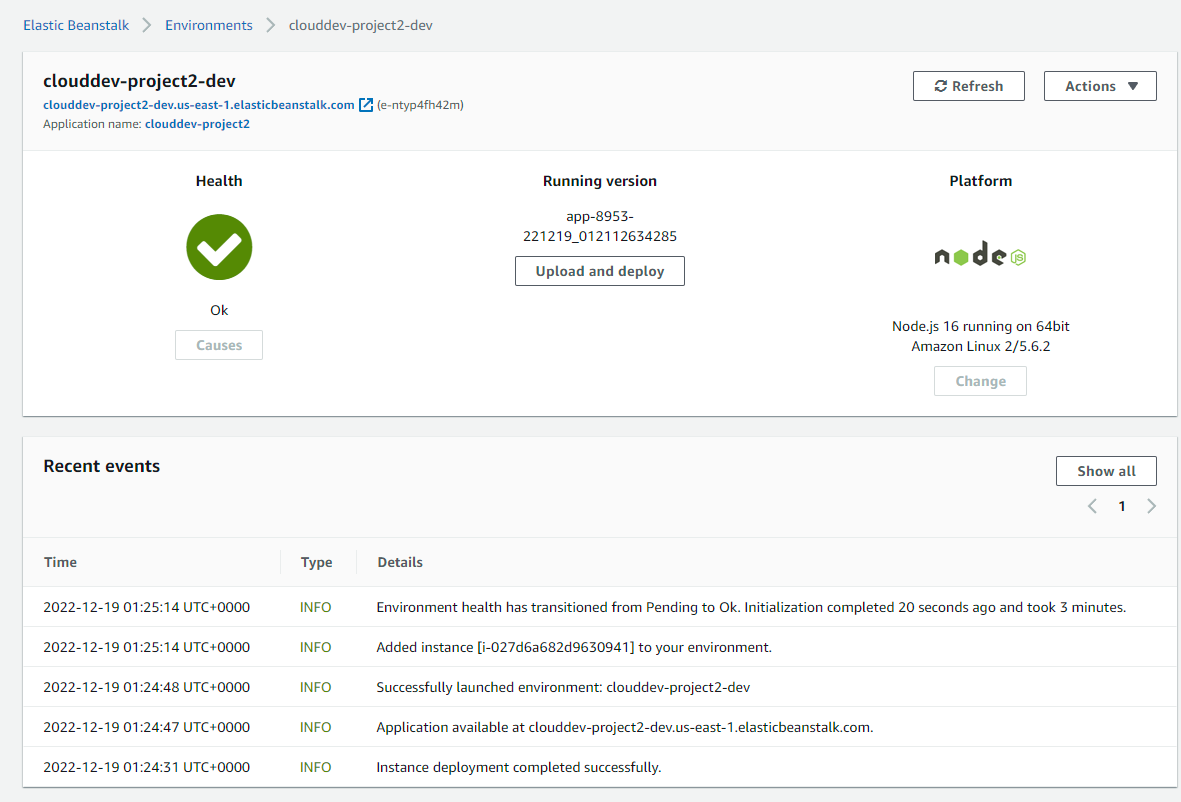 Elastic Beanstalk > Environments > clouddev-project2-dev
clouddev-project2-dev
Refresh
Actions
clouddev-project2-dev.us-east-1.elasticbeanstalk.com (e-ntyp4fh42m)
Application name: clouddev-project2
Health
Ok
Causes
Running version
app-8953-
221219_012112634285
Upload and deploy
Platform
node JS
Node.js 16 running on 64bit
Amazon Linux 2/5.6.2
Change
Recent events
Show all
1
Time Type Details
2022-12-19 01:25:14 UTC+0000 INFO Environment health has transitioned from Pending to Ok. Initialization completed 20 seconds ago and took 3 minutes.
2022-12-19 01:25:14 UTC+0000 INFO Added instance [i-027d6a682d9630941] to your environment.
2022-12-19 01:24:48 UTC+0000 INFO Successfully launched environment: clouddev-project2-dev
2022-12-19 01:24:47 UTC+0000 INFO Application available at clouddev-project2-dev.us-east-1.elasticbeanstalk.com.
2022-12-19 01:24:31 UTC+0000 INFO Instance deployment completed successfully.